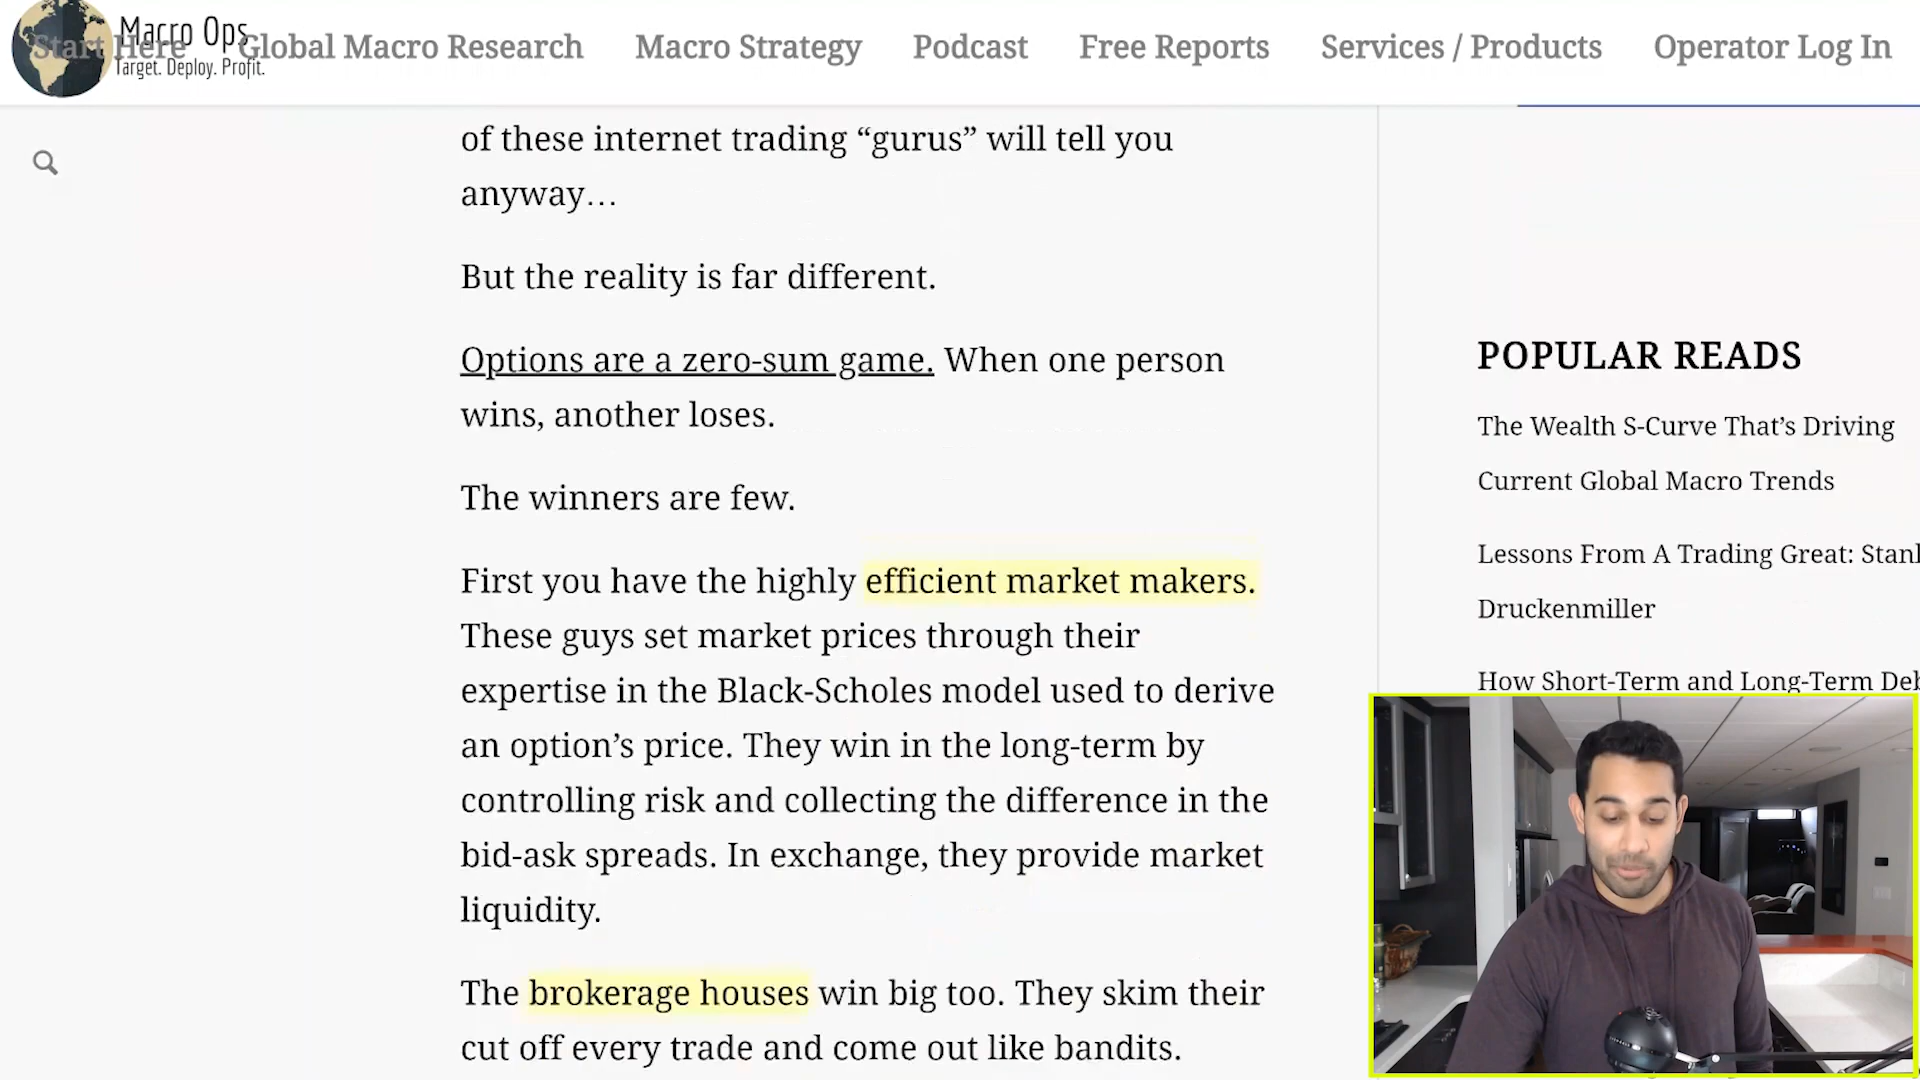 Macro Ops
Target. Deploy. Profit.
Start Here
Global Macro Research
Macro Strategy
Podcast
Free Reports
Services / Products
Operator Log In
of these internet trading “gurus” will tell you
anyway…
But the reality is far different.
Options are a zero-sum game. When one person
wins, another loses.
The winners are few.
First you have the highly efficient market makers.
These guys set market prices through their
expertise in the Black-Scholes model used to derive
an option’s price. They win in the long-term by
controlling risk and collecting the difference in the
bid-ask spreads. In exchange, they provide market
liquidity.
The brokerage houses win big too. They skim their
cut off every trade and come out like bandits.
POPULAR READS
The Wealth S-Curve That’s Driving
Current Global Macro Trends
Lessons From A Trading Great: Stanl
Druckenmiller
How Short-Term and Long-Term Deb